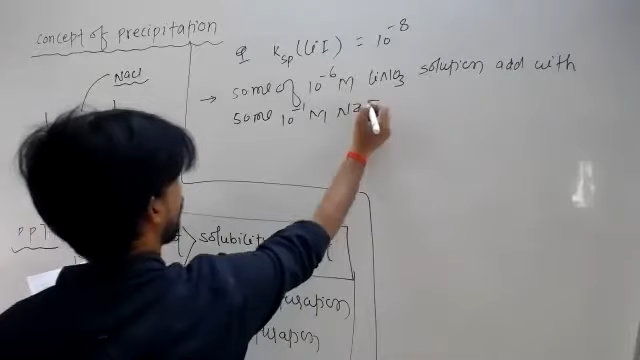 concept of precipitation
Q Ksp(LiI) = 10⁻⁸
NaCl
→ some of 10⁻⁶ M LiNO₃ solution add with
some 10⁻¹ M NaI
PPT
solubility